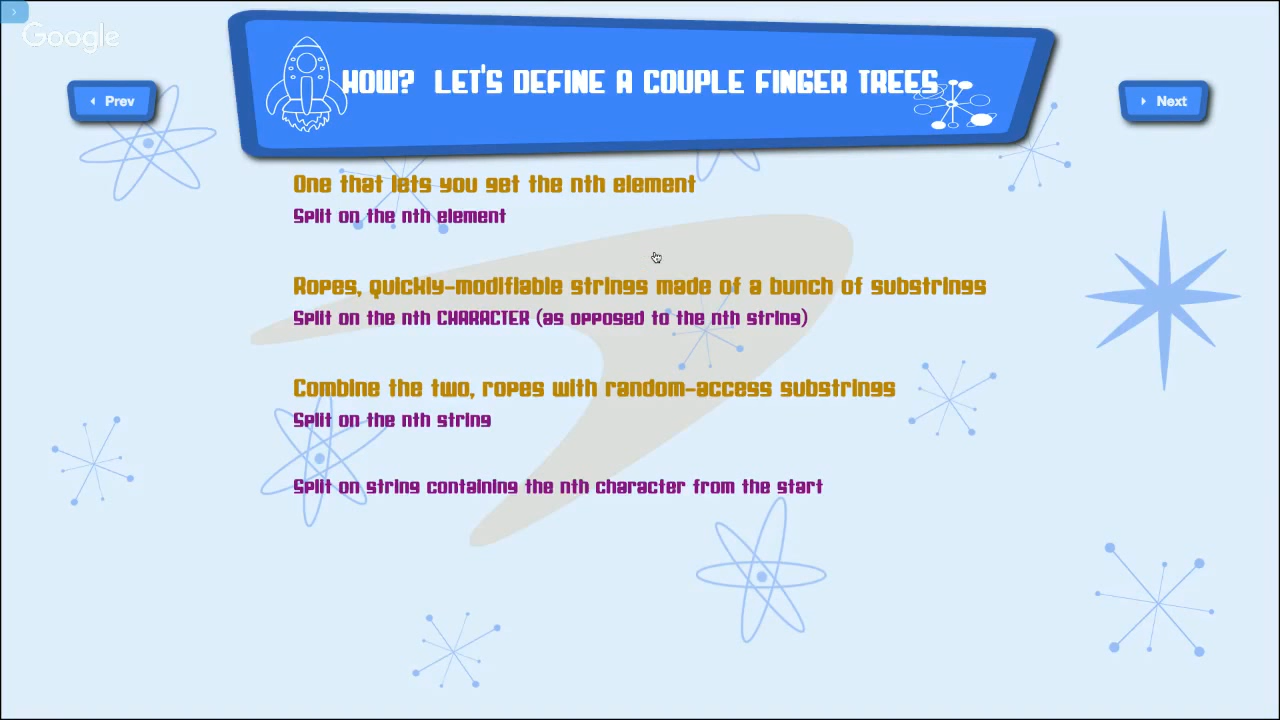 Google
HOW? LET'S DEFINE A COUPLE FINGER TREES
Prev
Next
One that lets you get the nth element
Split on the nth element
Ropes, quickly-modifiable strings made of a bunch of substrings
Split on the nth CHARACTER (as opposed to the nth string)
Combine the two, ropes with random-access substrings
Split on the nth string
Split on string containing the nth character from the start